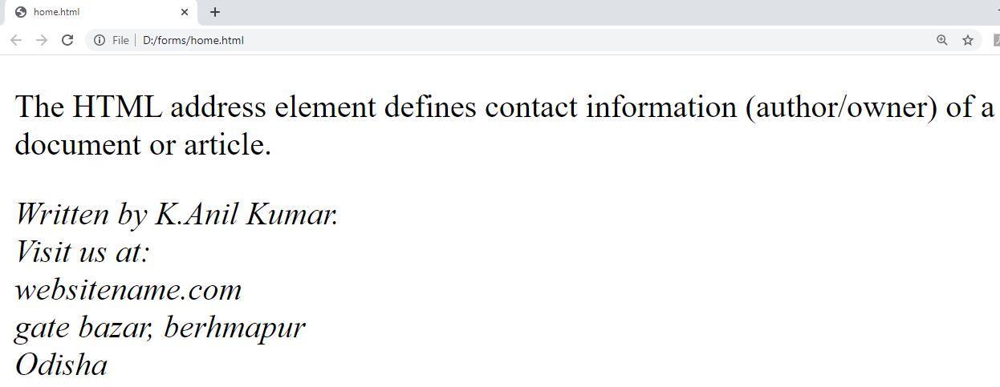 home.html
File D:/forms/home.html
The HTML address element defines contact information (author/owner) of a
document or article.
Written by K.Anil Kumar.
Visit us at:
websitename.com
gate bazar, berhmapur
Odisha